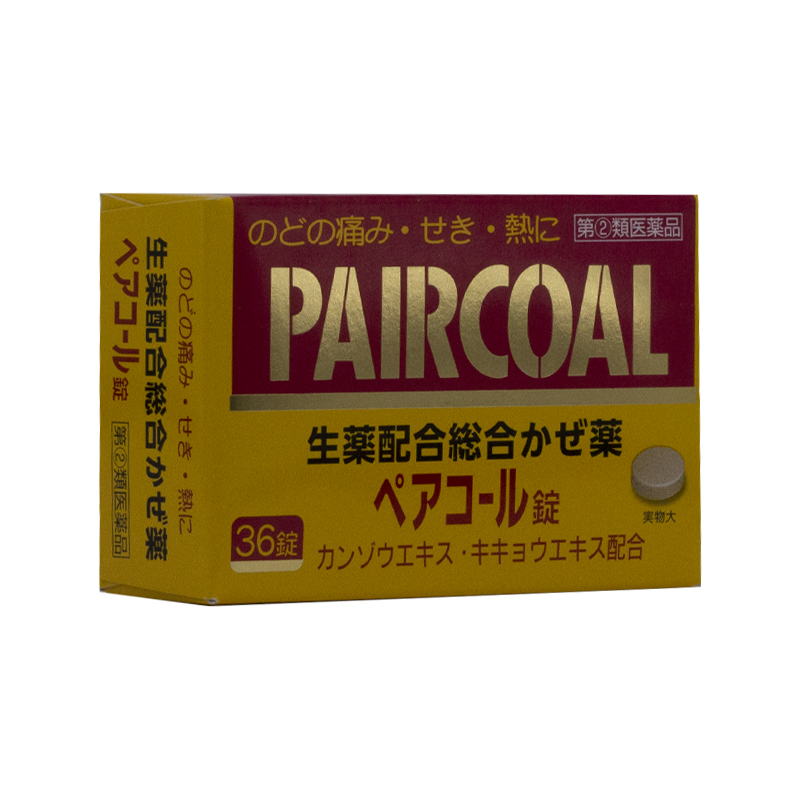 のどの痛み・せき・熱に
第②類医薬品
PAIRCOAL
生薬配合総合かぜ薬
ペアコール錠
実物大
36錠
カンゾウエキス・キキョウエキス配合
のどの痛み・せき・熱に
生薬配合総合かぜ薬
ペアコール錠
第②類医薬品